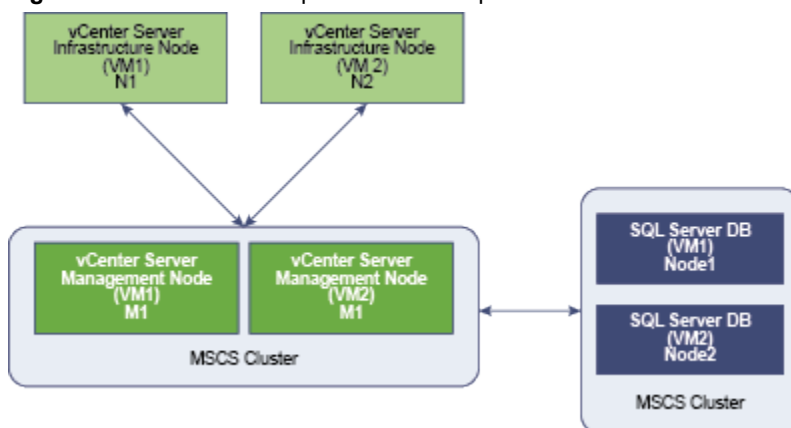 vCenter Server
Infrastructure Node
(VM1)
N1
vCenter Server
Infrastructure Node
(VM 2)
N2
vCenter Server
Management Node
(VM1)
M1
vCenter Server
Management Node
(VM2)
M1
MSCS Cluster
SQL Server DB
(VM1)
Node1
SQL Server DB
(VM2)
Node2
MSCS Cluster